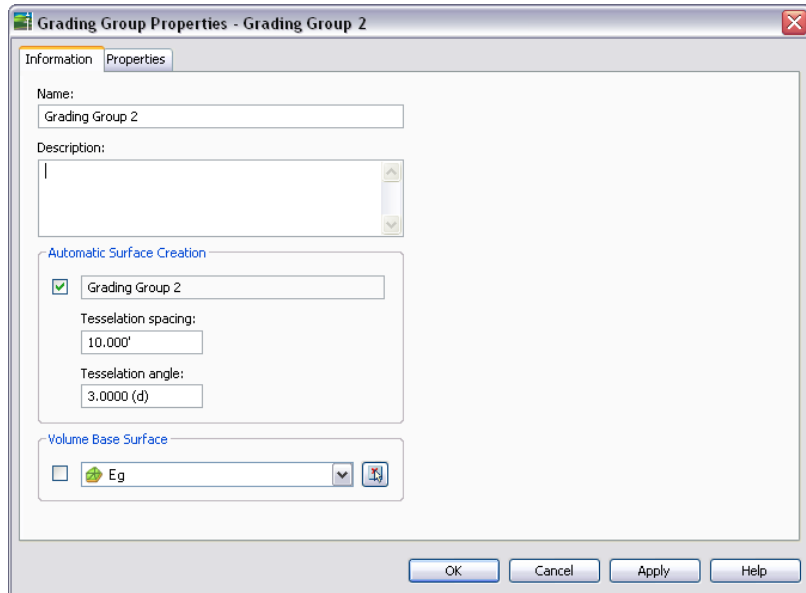 Grading Group Properties - Grading Group 2
Information Properties
Name:
Grading Group 2
Description:
Automatic Surface Creation
Grading Group 2
Tesselation spacing:
10.000'
Tesselation angle:
3.0000 (d)
Volume Base Surface
Eg
OK Cancel Apply Help